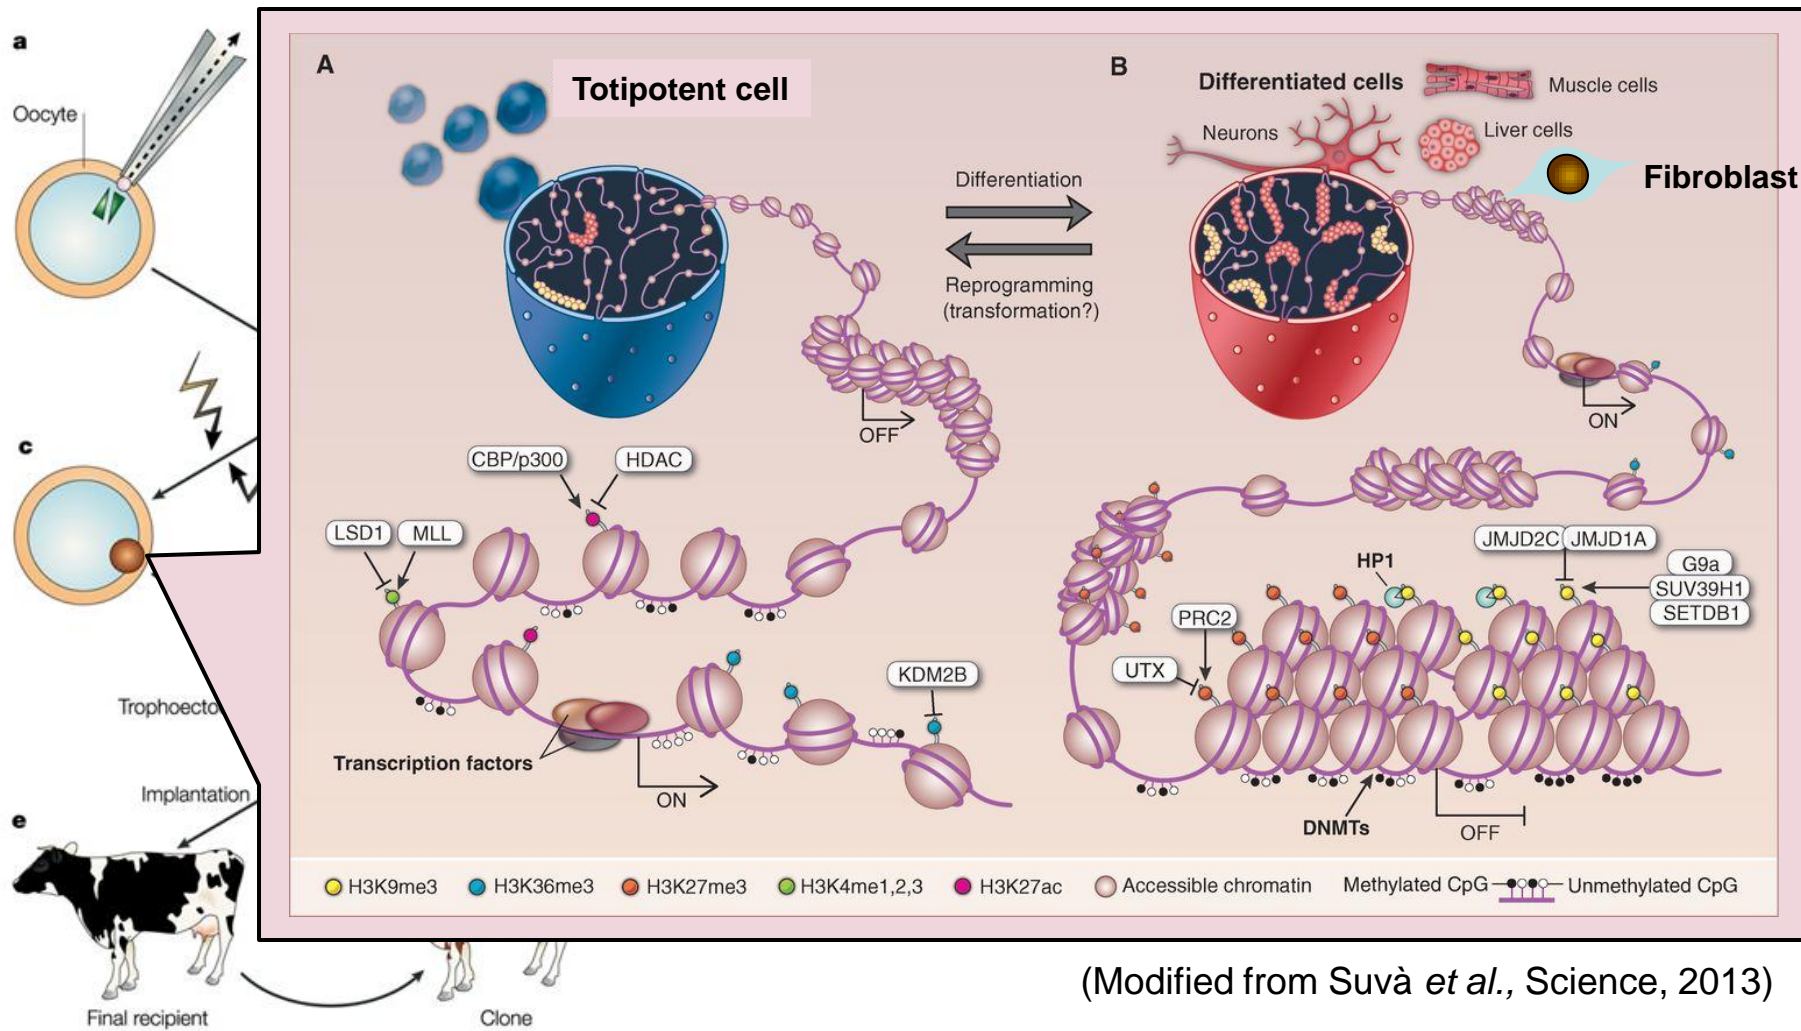 a
Oocyte
c
Trophoecto
Implantation
e
Final recipient
Clone
A
Totipotent cell
Differentiation
Reprogramming
(transformation?)
B
Differentiated cells
Muscle cells
Neurons
Liver cells
Fibroblast
OFF
CBP/p300
HDAC
LSD1
MLL
KDM2B
Transcription factors
ON
ON
JMJD2C
JMJD1A
HP1
G9a
SUV39H1
SETDB1
PRC2
UTX
DNMTs
OFF
H3K9me3
H3K36me3
H3K27me3
H3K4me1,2,3
H3K27ac
Accessible chromatin
Methylated CpG
Unmethylated CpG
(Modified from Suvà et al., Science, 2013)